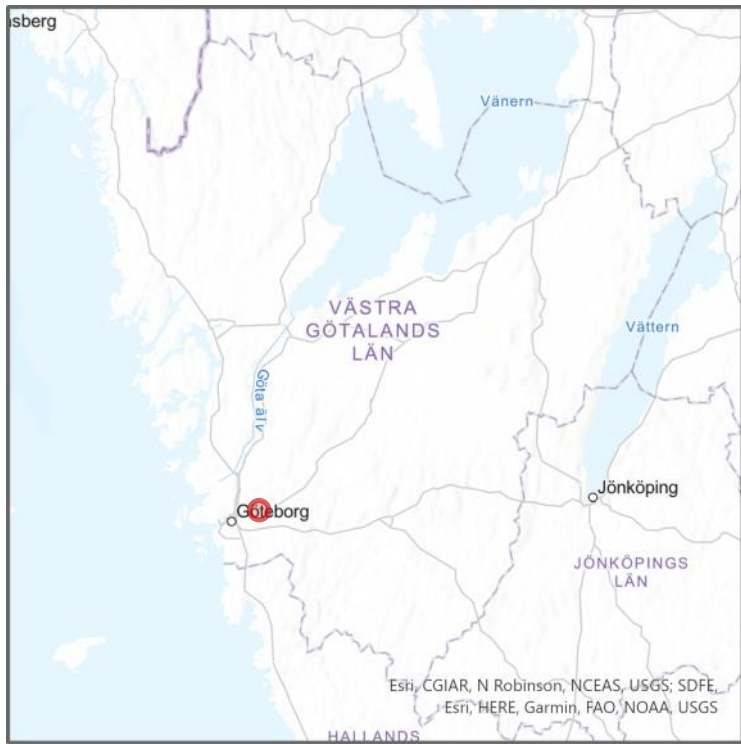 nsberg
Vänern
VÄSTRA
GÖTALANDS
LÄN
Vättern
Göta älv
Jönköping
Göteborg
JÖNKÖPINGS
LÄN
Esri, CGIAR, N Robinson, NCEAS, USGS; SDFE,
Esri, HERE, Garmin, FAO, NOAA, USGS
HALLANDS